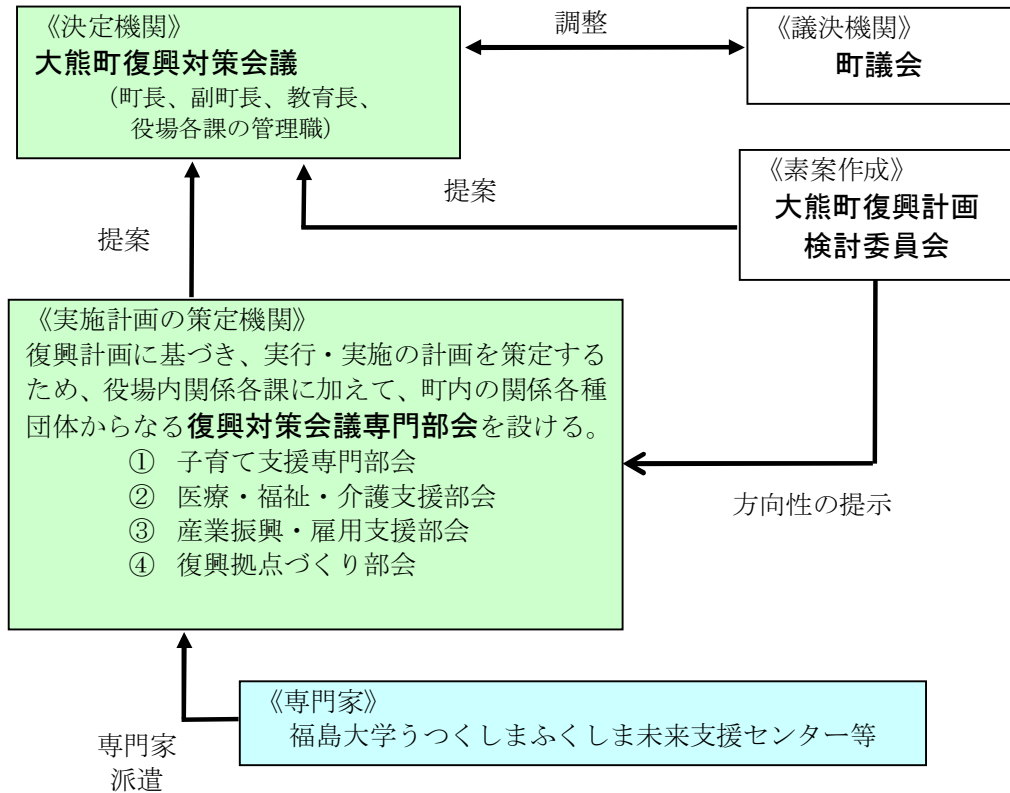 《決定機関》
大熊町復興対策会議
(町長、副町長、教育長、
役場各課の管理職)
調整
《議決機関》
町議会
《素案作成》
大熊町復興計画
検討委員会
提案
提案
《実施計画の策定機関》
復興計画に基づき、実行・実施の計画を策定する
ため、役場内関係各課に加えて、町内の関係各種
団体からなる復興対策会議専門部会を設ける。
① 子育て支援専門部会
② 医療・福祉・介護支援部会
③ 産業振興・雇用支援部会
④ 復興拠点づくり部会
方向性の提示
《専門家》
福島大学うつくしまふくしま未来支援センター等
専門家
派遣